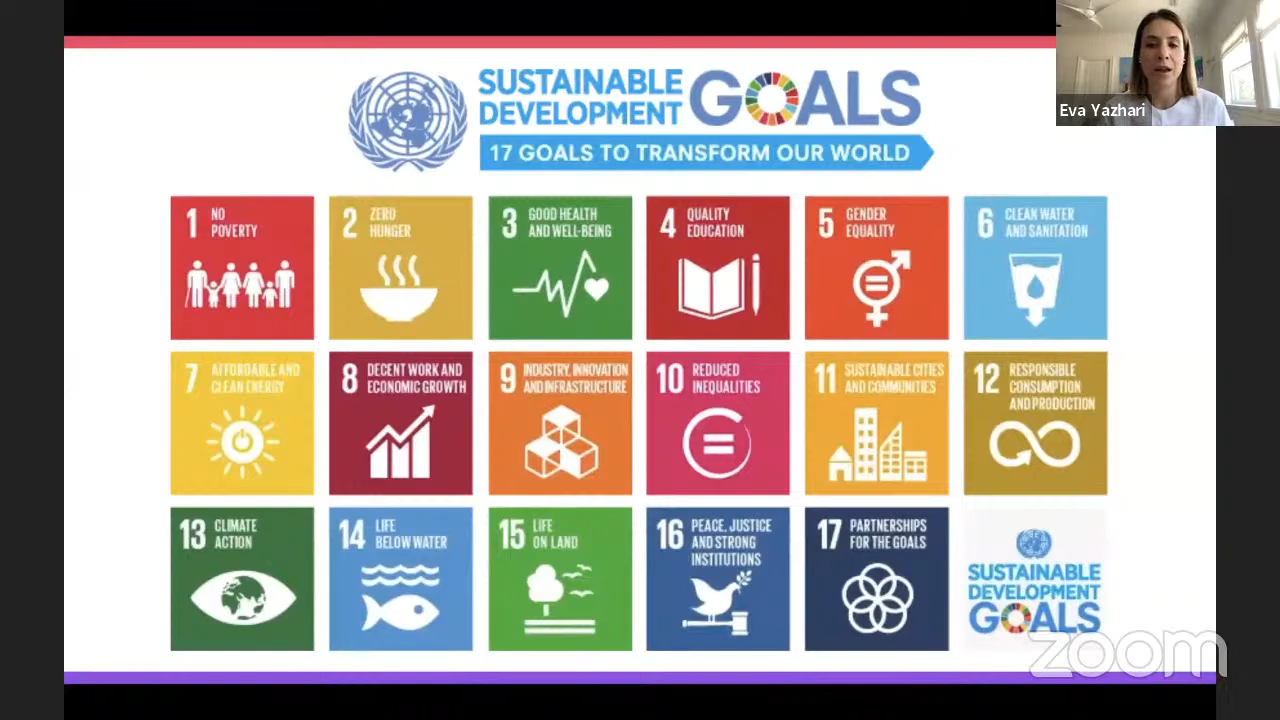 Eva Yazhari
SUSTAINABLE
DEVELOPMENT
GOALS
17 GOALS TO TRANSFORM OUR WORLD
1 NO
POVERTY
2 ZERO
HUNGER
3 GOOD HEALTH
AND WELL-BEING
4 QUALITY
EDUCATION
5 GENDER
EQUALITY
6 CLEAN WATER
AND SANITATION
7 AFFORDABLE AND
CLEAN ENERGY
8 DECENT WORK AND
ECONOMIC GROWTH
9 INDUSTRY, INNOVATION
AND INFRASTRUCTURE
10 REDUCED
INEQUALITIES
11 SUSTAINABLE CITIES
AND COMMUNITIES
12 RESPONSIBLE
CONSUMPTION
AND PRODUCTION
13 CLIMATE
ACTION
14 LIFE
BELOW WATER
15 LIFE
ON LAND
16 PEACE, JUSTICE
AND STRONG
INSTITUTIONS
17 PARTNERSHIPS
FOR THE GOALS
SUSTAINABLE
DEVELOPMENT
GOALS
zoom